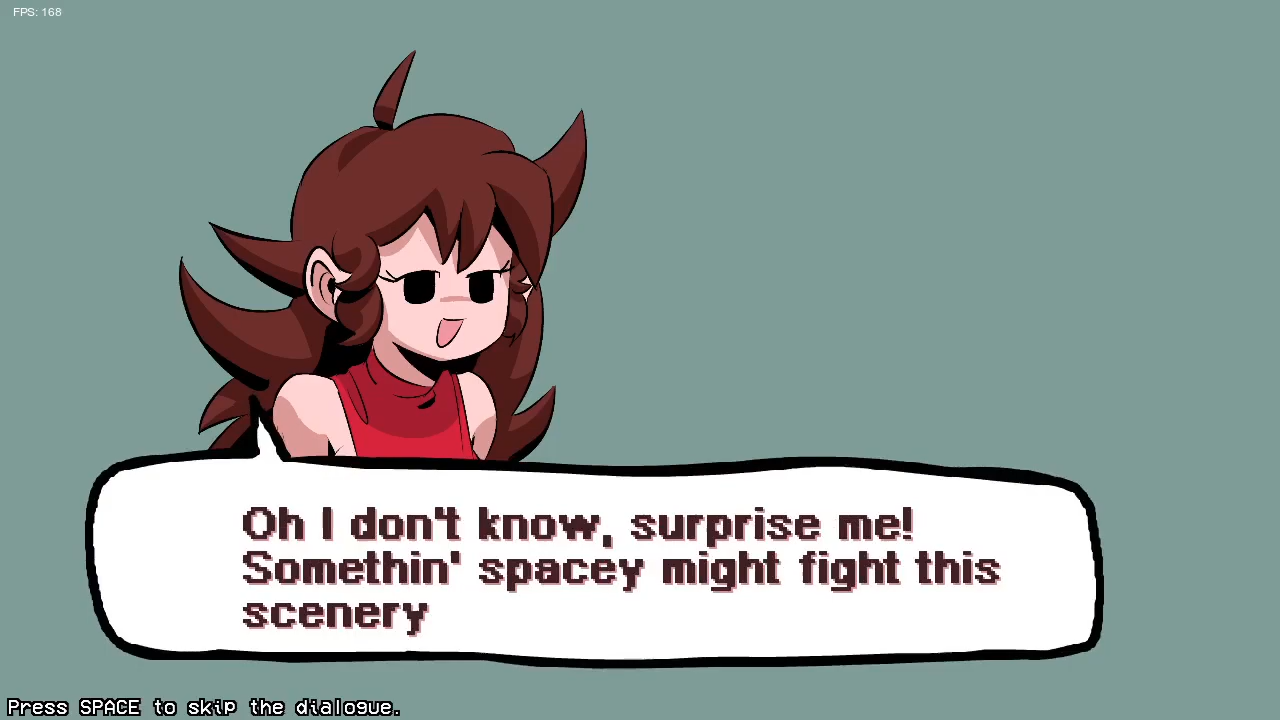 FPS: 168
Oh I don't know, surprise me!
Somethin' spacey might fight this
scenery
Press SPACE to skip the dialogue.